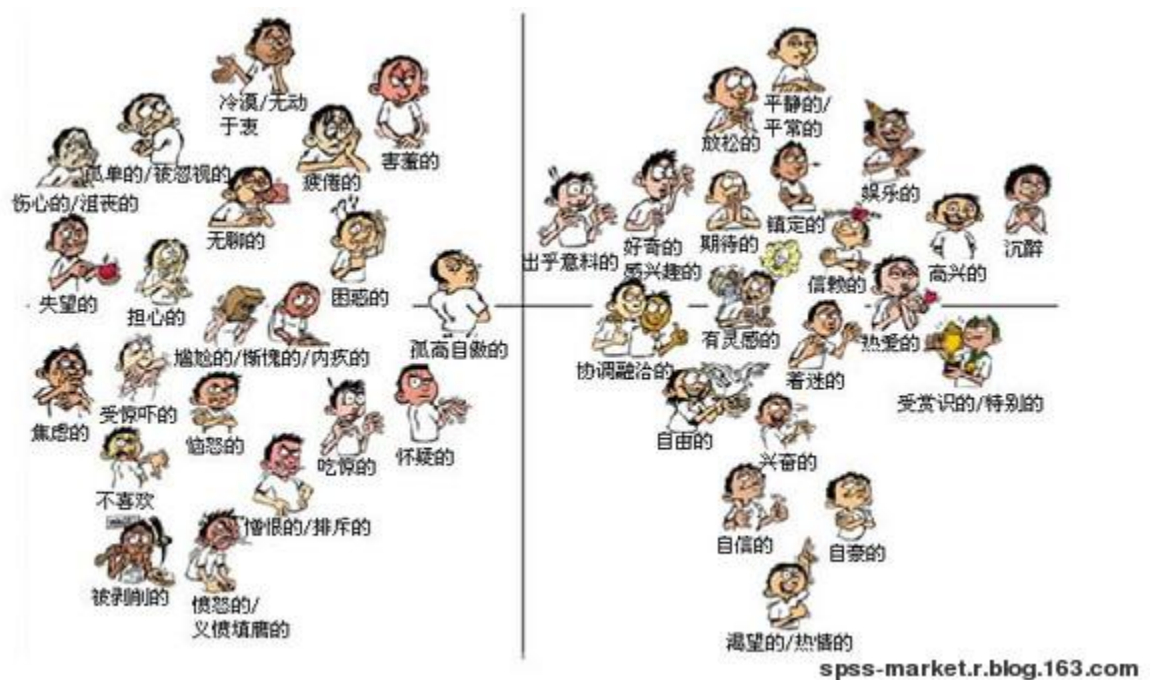 冷漠/无动
于衷
害羞的
疲倦的
孤单的/被忽视的
伤心的/沮丧的
无聊的
失望的
担心的
困惑的
尴尬的/惭愧的/内疚的
孤高自傲的
焦虑的
受惊吓的
恼怒的
吃惊的
怀疑的
不喜欢
憎恨的/排斥的
被剥削的
愤怒的/
义愤填膺的
平静的/
平常的
放松的
娱乐的
镇定的
期待的
好奇的
感兴趣的
出乎意料的
沉醉
高兴的
信赖的
有灵感的
热爱的
协调融洽的
着迷的
受赏识的/特别的
自由的
兴奋的
自信的
自豪的
渴望的/热情的
spss-market.r.blog.163.com